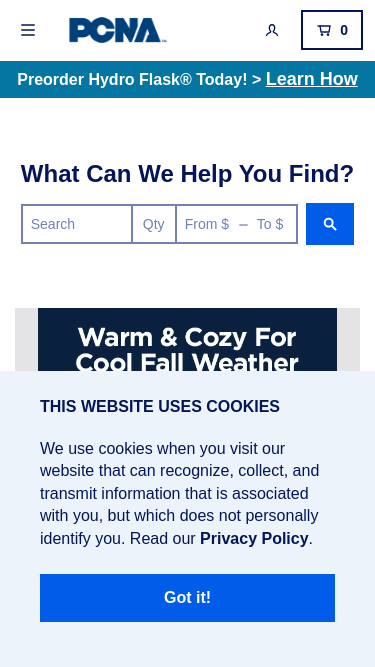 PCNA
0
Preorder Hydro Flask® Today! > Learn How
What Can We Help You Find?
Search Qty From $ – To $
Warm & Cozy For
Cool Fall Weather
THIS WEBSITE USES COOKIES
We use cookies when you visit our
website that can recognize, collect, and
transmit information that is associated
with you, but which does not personally
identify you. Read our Privacy Policy.
Got it!